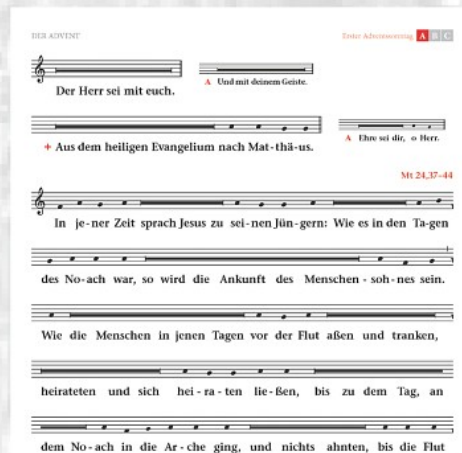 DER ADVENT
Erster Adventssonntag A B C
Der Herr sei mit euch.
A Und mit deinem Geiste.
+ Aus dem heiligen Evangelium nach Mat-thä-us.
A Ehre sei dir, o Herr.
Mt 24,37–44
In je-ner Zeit sprach Jesus zu sei-nen Jün-gern: Wie es in den Ta-gen
des No-ach war, so wird die Ankunft des Menschen-soh-nes sein.
Wie die Menschen in jenen Tagen vor der Flut aßen und tranken,
heirateten und sich hei-ra-ten lie-ßen, bis zu dem Tag, an
dem No-ach in die Ar-che ging, und nichts ahnten, bis die Flut